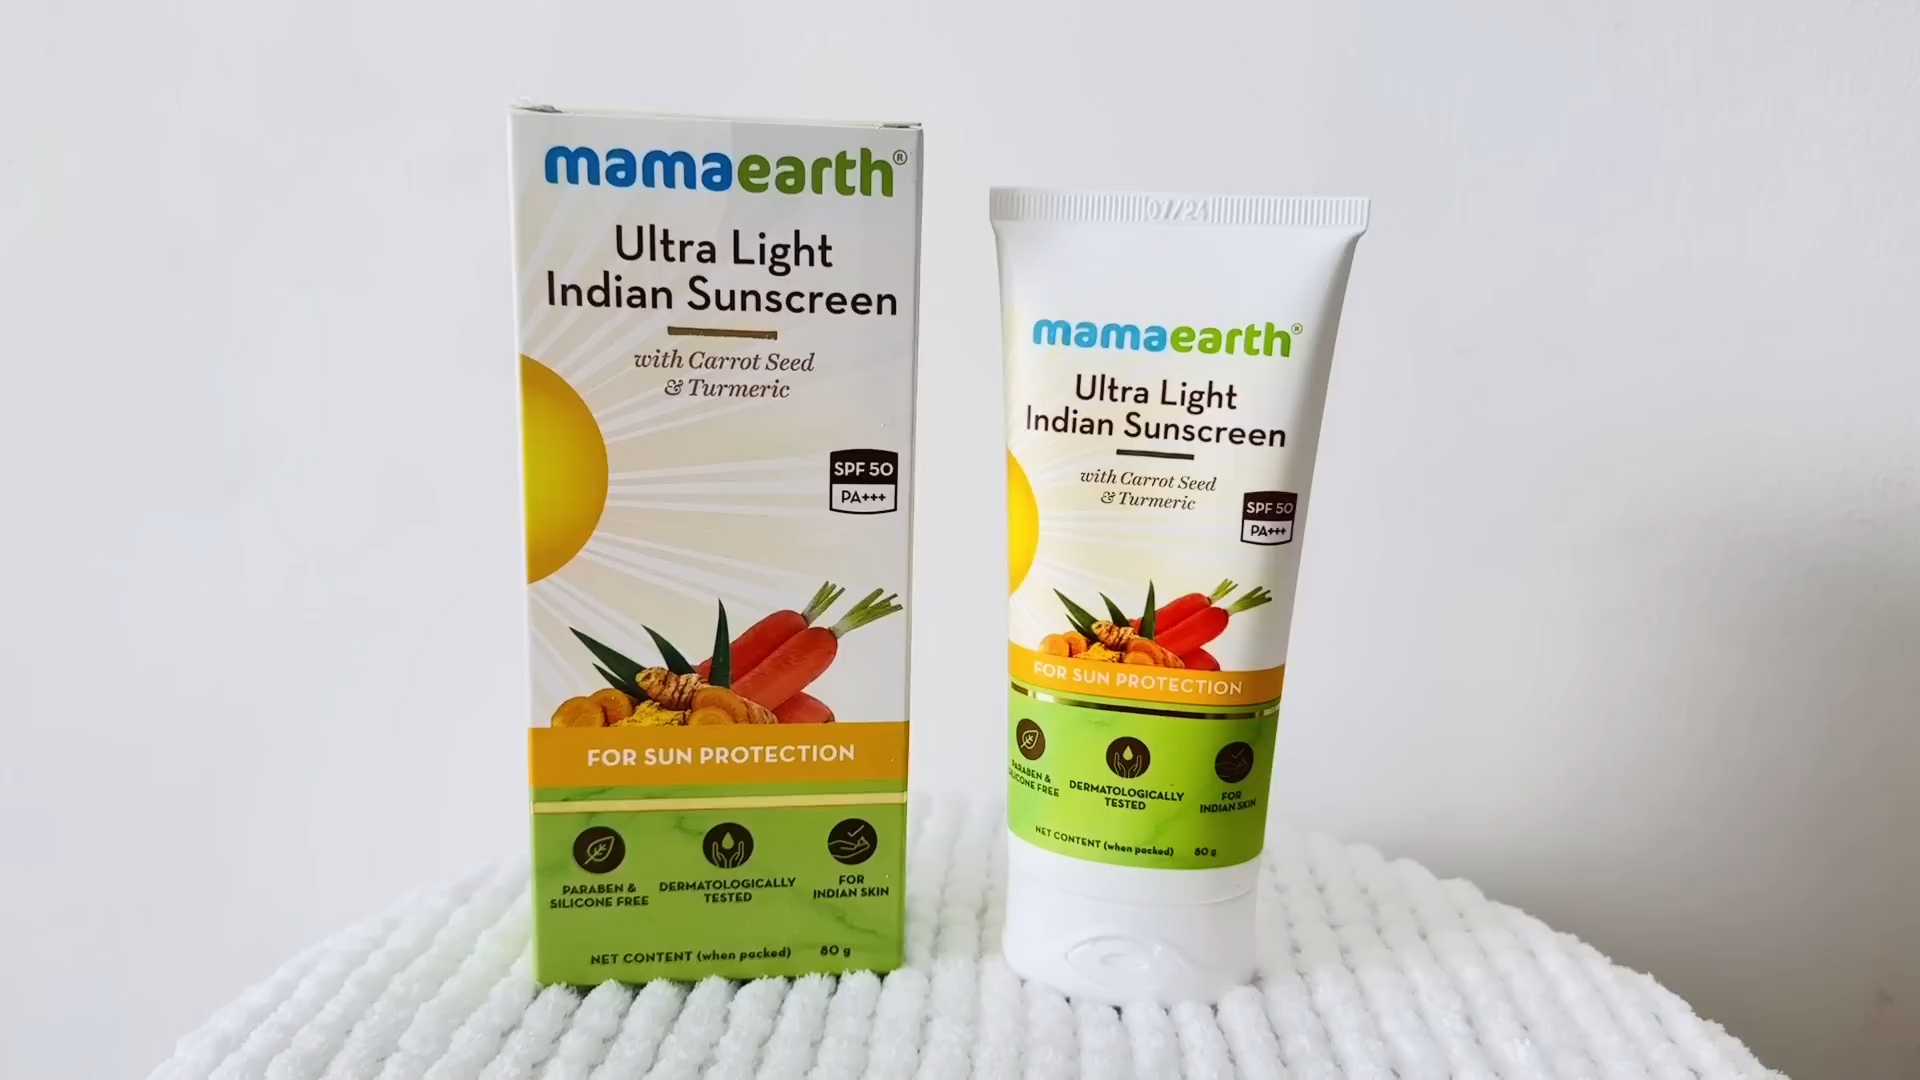 mamaearth®
Ultra Light
Indian Sunscreen
with Carrot Seed
& Turmeric
SPF 50
PA+++
FOR SUN PROTECTION
PARABEN &
SILICONE FREE
DERMATOLOGICALLY
TESTED
FOR
INDIAN SKIN
NET CONTENT (when packed) 80 g
07/24
mamaearth®
Ultra Light
Indian Sunscreen
with Carrot Seed
& Turmeric
SPF 50
PA+++
FOR SUN PROTECTION
PARABEN &
SILICONE FREE
DERMATOLOGICALLY
TESTED
FOR
INDIAN SKIN
NET CONTENT (when packed) 80 g